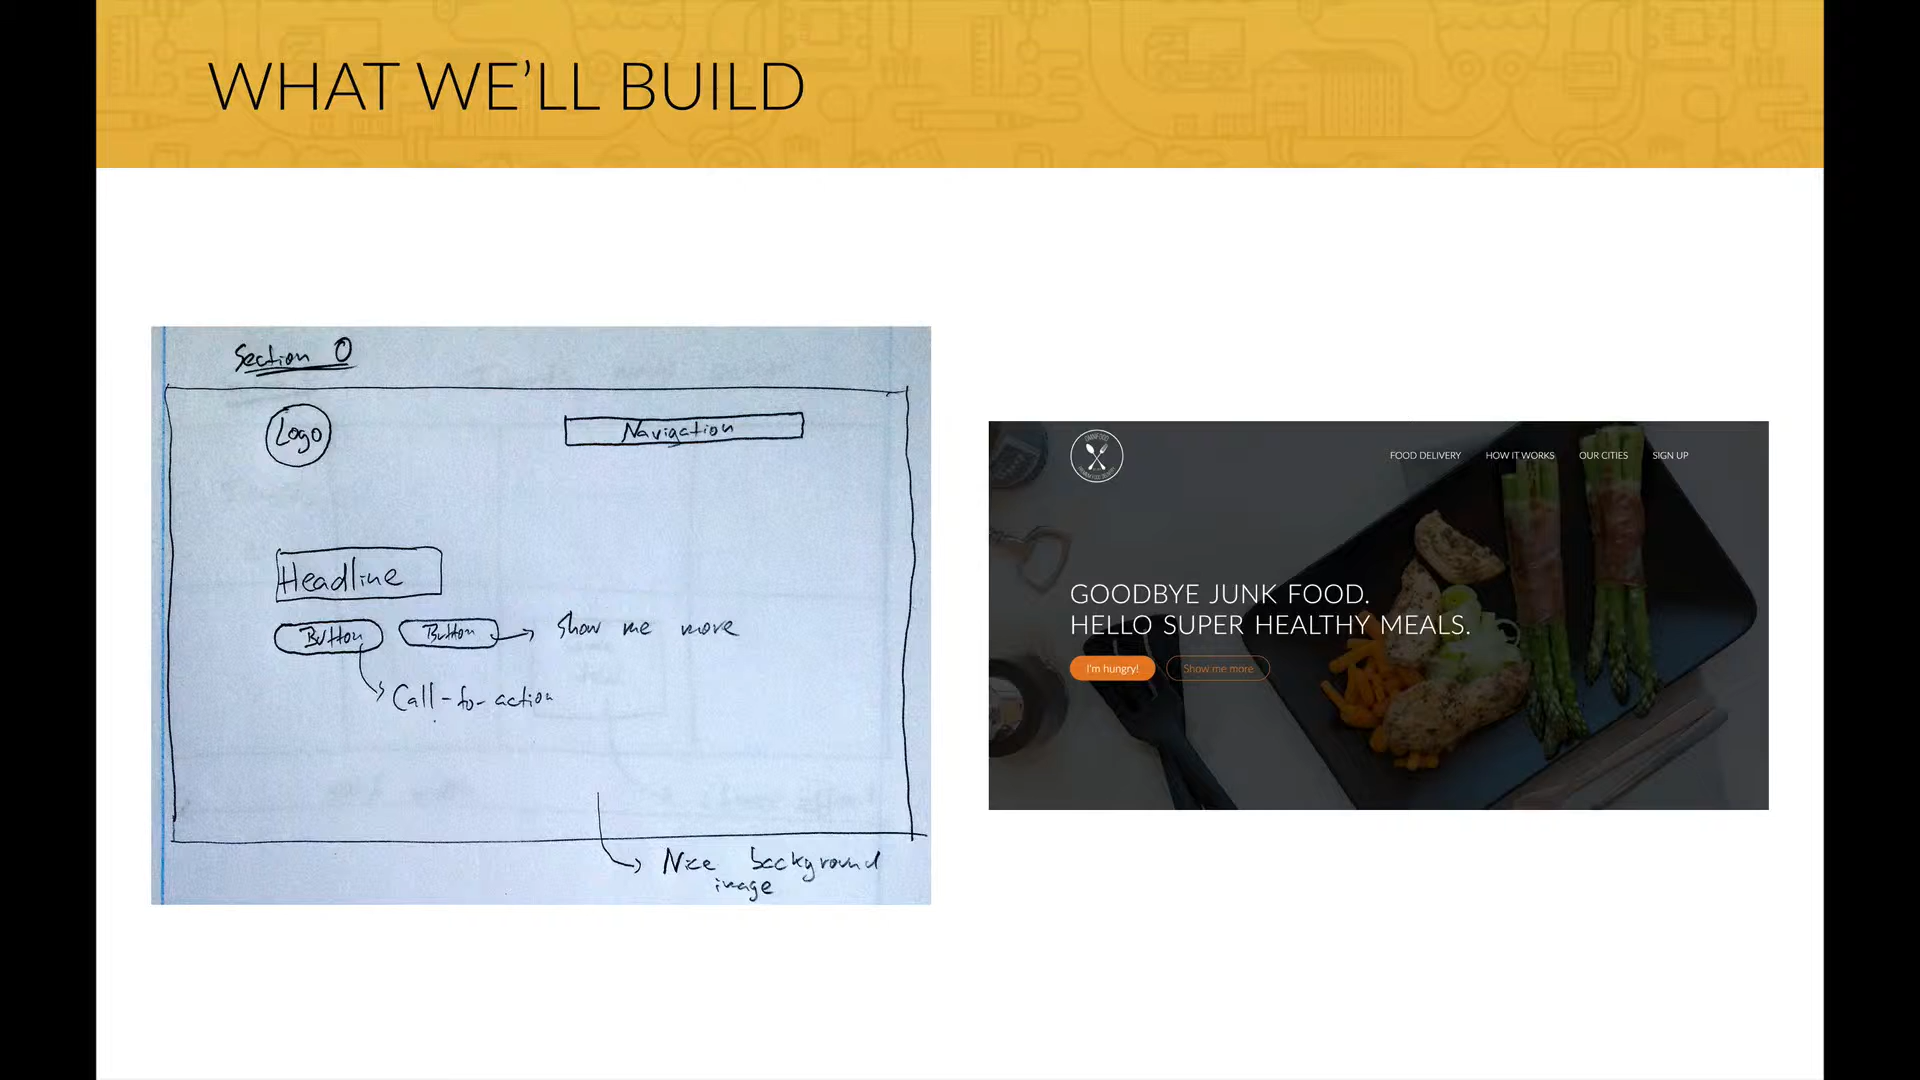 WHAT WE'LL BUILD
Section 0
Logo
Navigation
Headline
Button
Button
Show me more
Call-to-action
Nice background
image
OMNIFOOD
FOOD DELIVERY
HOW IT WORKS
OUR CITIES
SIGN UP
GOODBYE JUNK FOOD.
HELLO SUPER HEALTHY MEALS.
I'm hungry!
Show me more